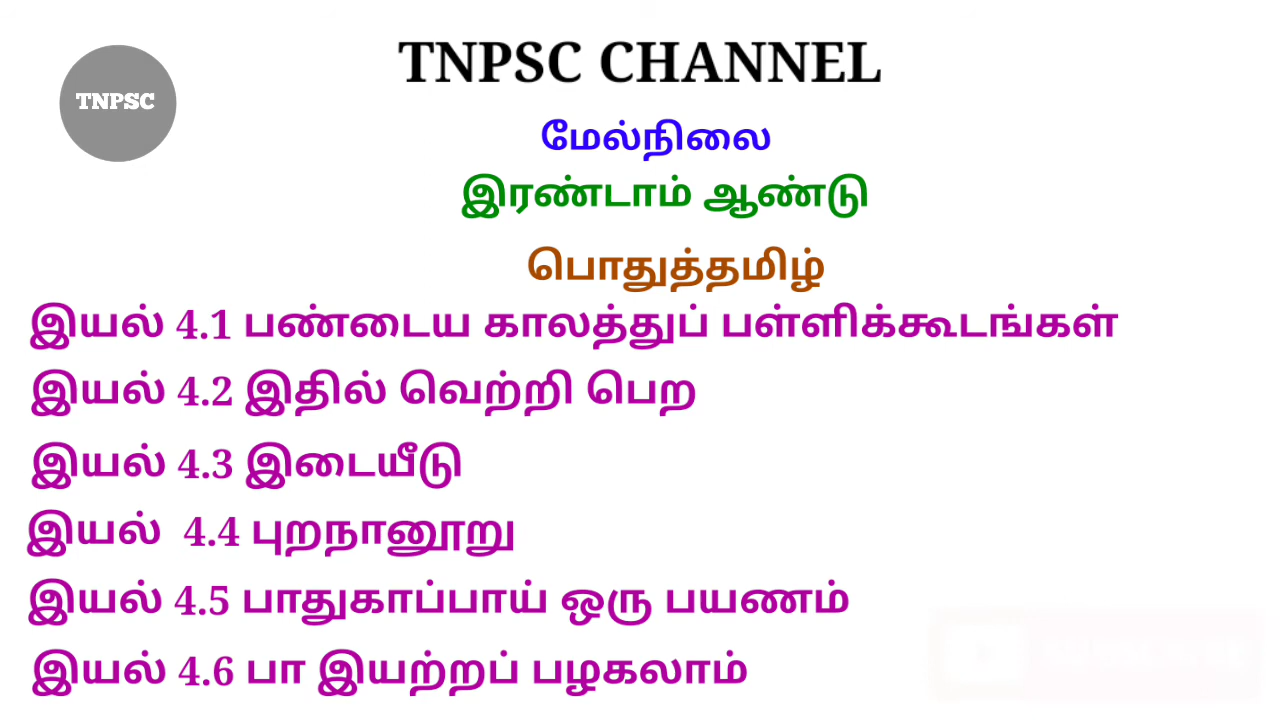 TNPSC CHANNEL
TNPSC
மேல்நிலை
இரண்டாம் ஆண்டு
பொதுத்தமிழ்
இயல் 4.1 பண்டைய காலத்துப் பள்ளிக்கூடங்கள்
இயல் 4.2 இதில் வெற்றி பெற
இயல் 4.3 இடையீடு
இயல் 4.4 புறநானூறு
இயல் 4.5 பாதுகாப்பாய் ஒரு பயணம்
இயல் 4.6 பா இயற்றப் பழகலாம்